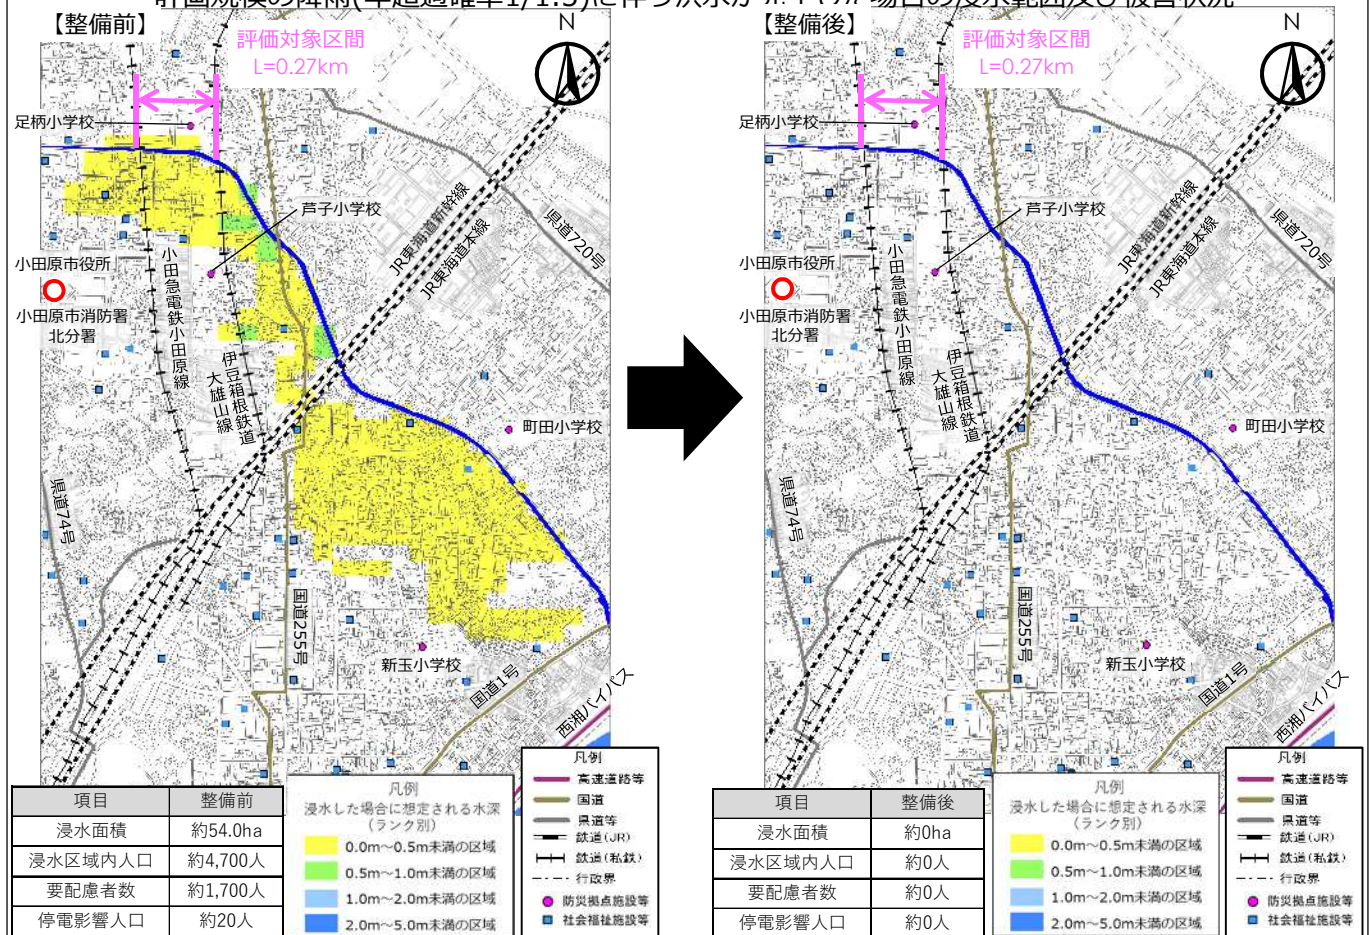 計画規模の降雨(年超過確率1/1.5)に伴う洪水が
【整備前】
評価対象区間
L=0.27km
N
足柄小学校
芦子小学校
小田原市役所
小田原市消防署
北分署
小田急電鉄小田原線
伊豆箱根鉄道
大雄山線
JR東海道新幹線
JR東海道本線
県道720号
町田小学校
県道74号
国道255号
新玉小学校
国道1号
西湘バイパス
項目 整備前
浸水面積 約54.0ha
浸水区域内人口 約4,700人
要配慮者数 約1,700人
停電影響人口 約20人
凡例
浸水した場合に想定される水深
(ランク別)
0.0m~0.5m未満の区域
0.5m~1.0m未満の区域
1.0m~2.0m未満の区域
2.0m~5.0m未満の区域
凡例
高速道路等
国道
県道等
鉄道(JR)
鉄道(私鉄)
行政界
防災拠点施設等
社会福祉施設等
【整備後】
評価対象区間
L=0.27km
N
足柄小学校
芦子小学校
小田原市役所
小田原市消防署
北分署
小田急電鉄小田原線
伊豆箱根鉄道
大雄山線
JR東海道新幹線
JR東海道本線
県道720号
町田小学校
県道74号
国道255号
新玉小学校
国道1号
西湘バイパス
項目 整備後
浸水面積 約0ha
浸水区域内人口 約0人
要配慮者数 約0人
停電影響人口 約0人
凡例
浸水した場合に想定される水深
(ランク別)
0.0m~0.5m未満の区域
0.5m~1.0m未満の区域
1.0m~2.0m未満の区域
2.0m~5.0m未満の区域
凡例
高速道路等
国道
県道等
鉄道(JR)
鉄道(私鉄)
行政界
防災拠点施設等
社会福祉施設等